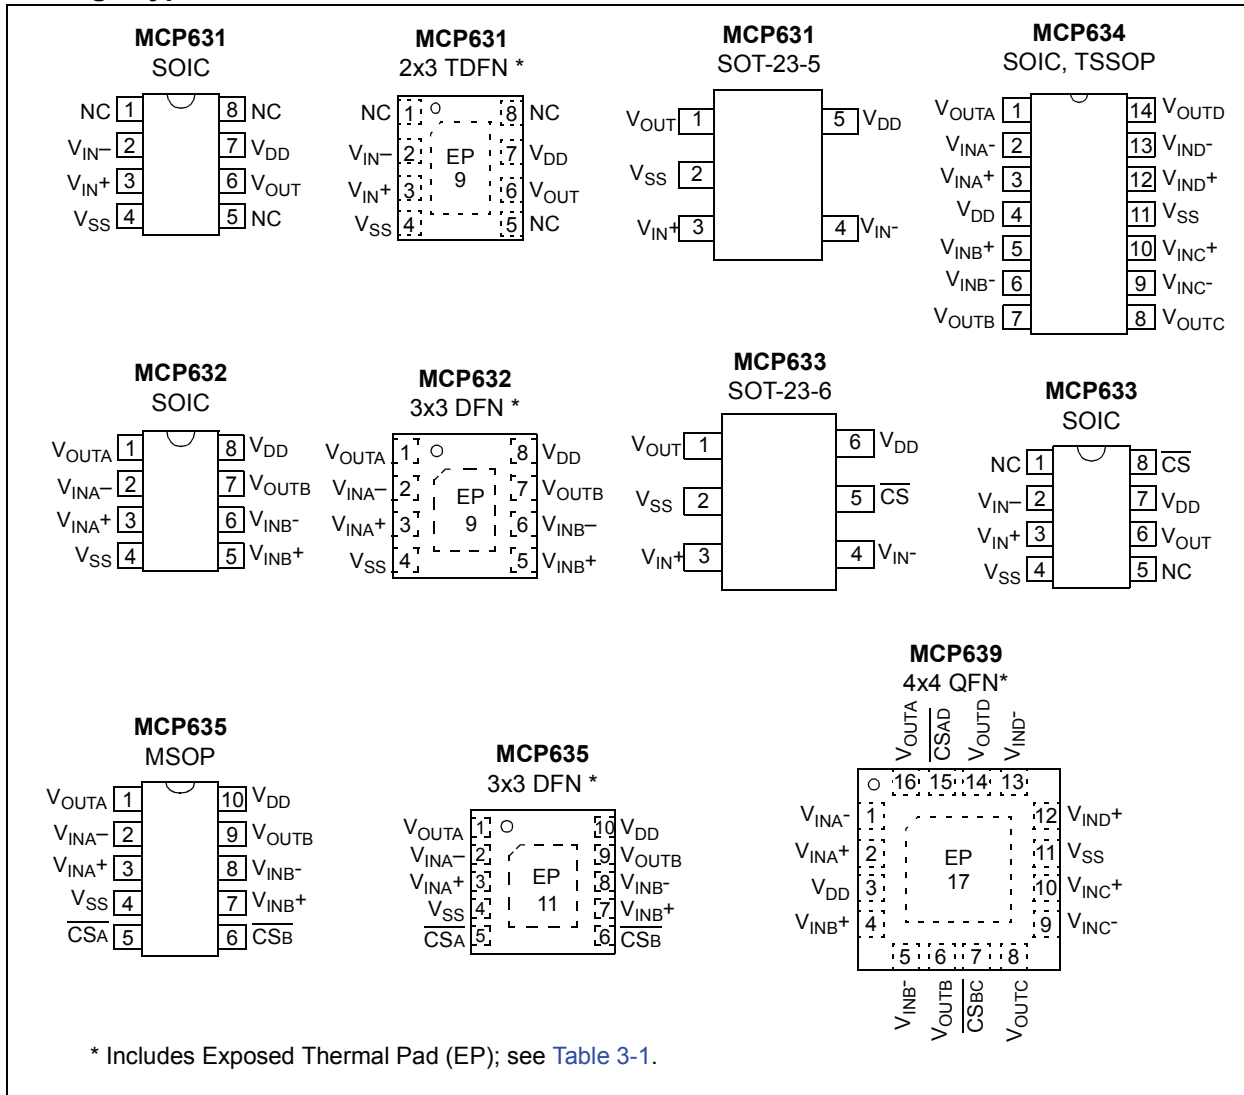 MCP631
SOIC
NC 1 8 NC
VIN– 2 7 VDD
VIN+ 3 6 VOUT
VSS 4 5 NC
MCP631
2x3 TDFN *
NC 1 8 NC
VIN– 2 7 VDD
VIN+ 3 6 VOUT
VSS 4 5 NC
EP
9
MCP631
SOT-23-5
VOUT 1 5 VDD
VSS 2
VIN+ 3 4 VIN-
MCP634
SOIC, TSSOP
VOUTA 1 14 VOUTD
VINA- 2 13 VIND-
VINA+ 3 12 VIND+
VDD 4 11 VSS
VINB+ 5 10 VINC+
VINB- 6 9 VINC-
VOUTB 7 8 VOUTC
MCP632
SOIC
VOUTA 1 8 VDD
VINA– 2 7 VOUTB
VINA+ 3 6 VINB-
VSS 4 5 VINB+
MCP632
3x3 DFN *
VOUTA 1 8 VDD
VINA– 2 7 VOUTB
VINA+ 3 6 VINB–
VSS 4 5 VINB+
EP
9
MCP633
SOT-23-6
VOUT 1 6 VDD
VSS 2 5 CS
VIN+ 3 4 VIN-
MCP633
SOIC
NC 1 8 CS
VIN– 2 7 VDD
VIN+ 3 6 VOUT
VSS 4 5 NC
MCP635
MSOP
VOUTA 1 10 VDD
VINA– 2 9 VOUTB
VINA+ 3 8 VINB-
VSS 4 7 VINB+
CSA 5 6 CSB
MCP635
3x3 DFN *
VOUTA 1 10 VDD
VINA– 2 9 VOUTB
VINA+ 3 8 VINB-
VSS 4 7 VINB+
CSA 5 6 CSB
EP
11
MCP639
4x4 QFN*
VOUTA CSAD VOUTD VIND-
16 15 14 13
VINA- 1 12 VIND+
VINA+ 2 11 VSS
VDD 3 10 VINC+
VINB+ 4 9 VINC-
EP
17
5 6 7 8
VINB- VOUTB CSBC VOUTC
* Includes Exposed Thermal Pad (EP); see Table 3-1.